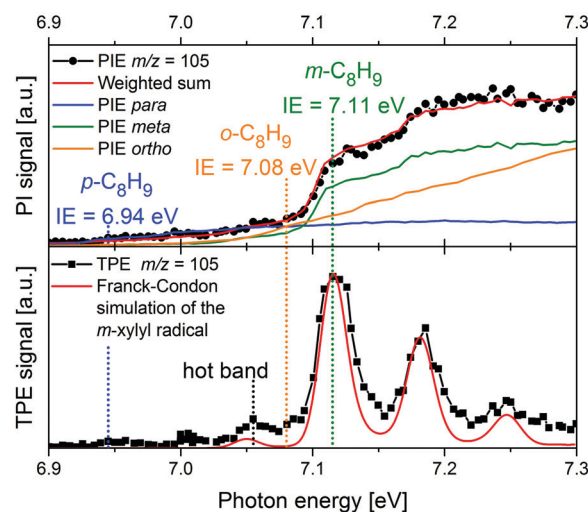 6.9 7.0 7.1 7.2 7.3
PI signal [a.u.]
PIE m/z = 105
Weighted sum
PIE para
PIE meta
PIE ortho
m-C8H9
IE = 7.11 eV
o-C8H9
IE = 7.08 eV
p-C8H9
IE = 6.94 eV
TPE signal [a.u.]
TPE m/z = 105
Franck-Condon
simulation of the
m-xylyl radical
hot band
6.9 7.0 7.1 7.2 7.3
Photon energy [eV]